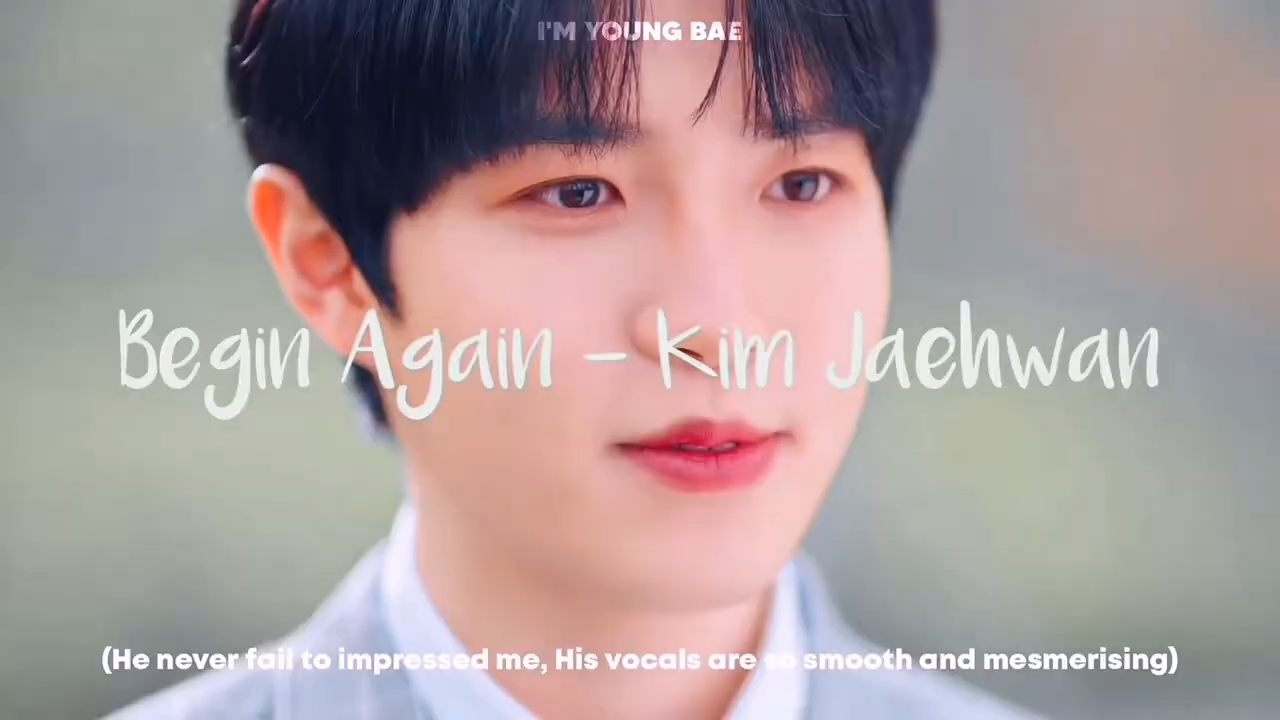 I'M YOUNG BAE
Begin Again - Kim Jaehwan
(He never fail to impressed me, His vocals are so smooth and mesmerising)